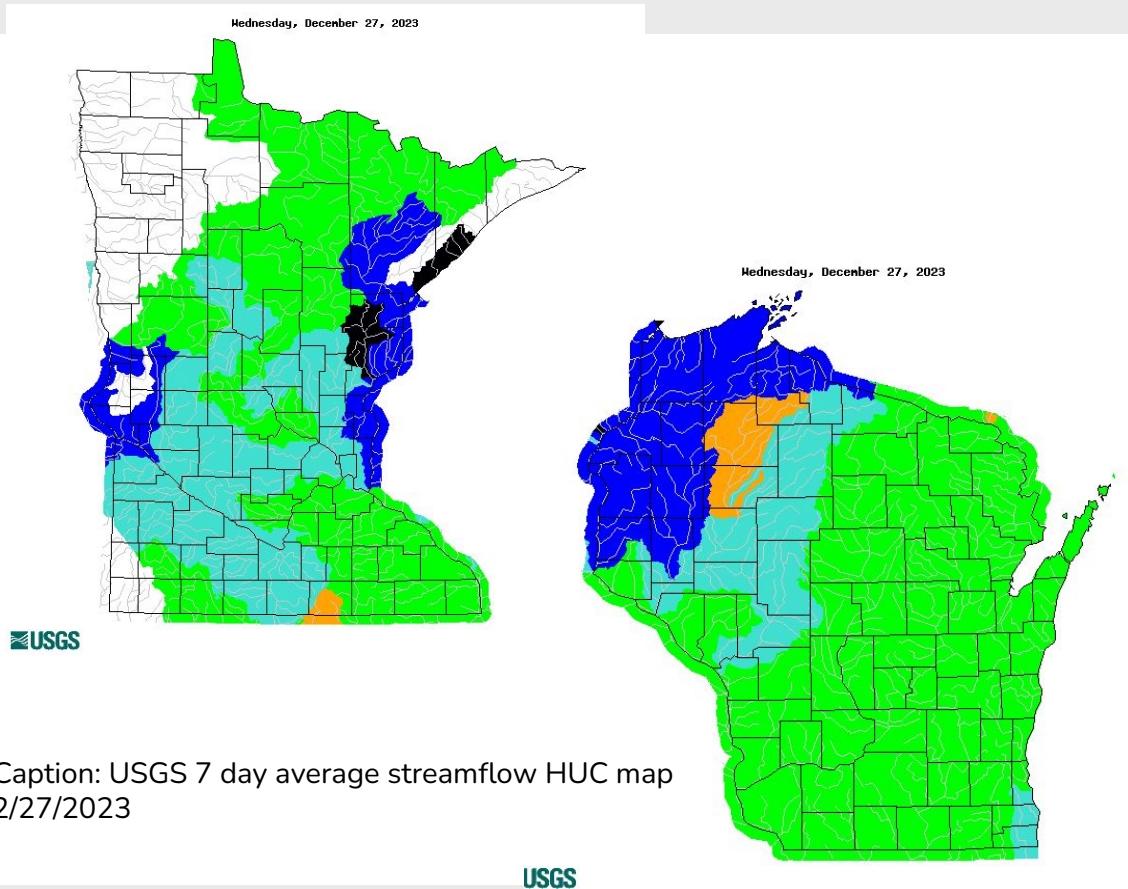 Wednesday, December 27, 2023
Wednesday, December 27, 2023
USGS
Caption: USGS 7 day average streamflow HUC map
2/27/2023
USGS